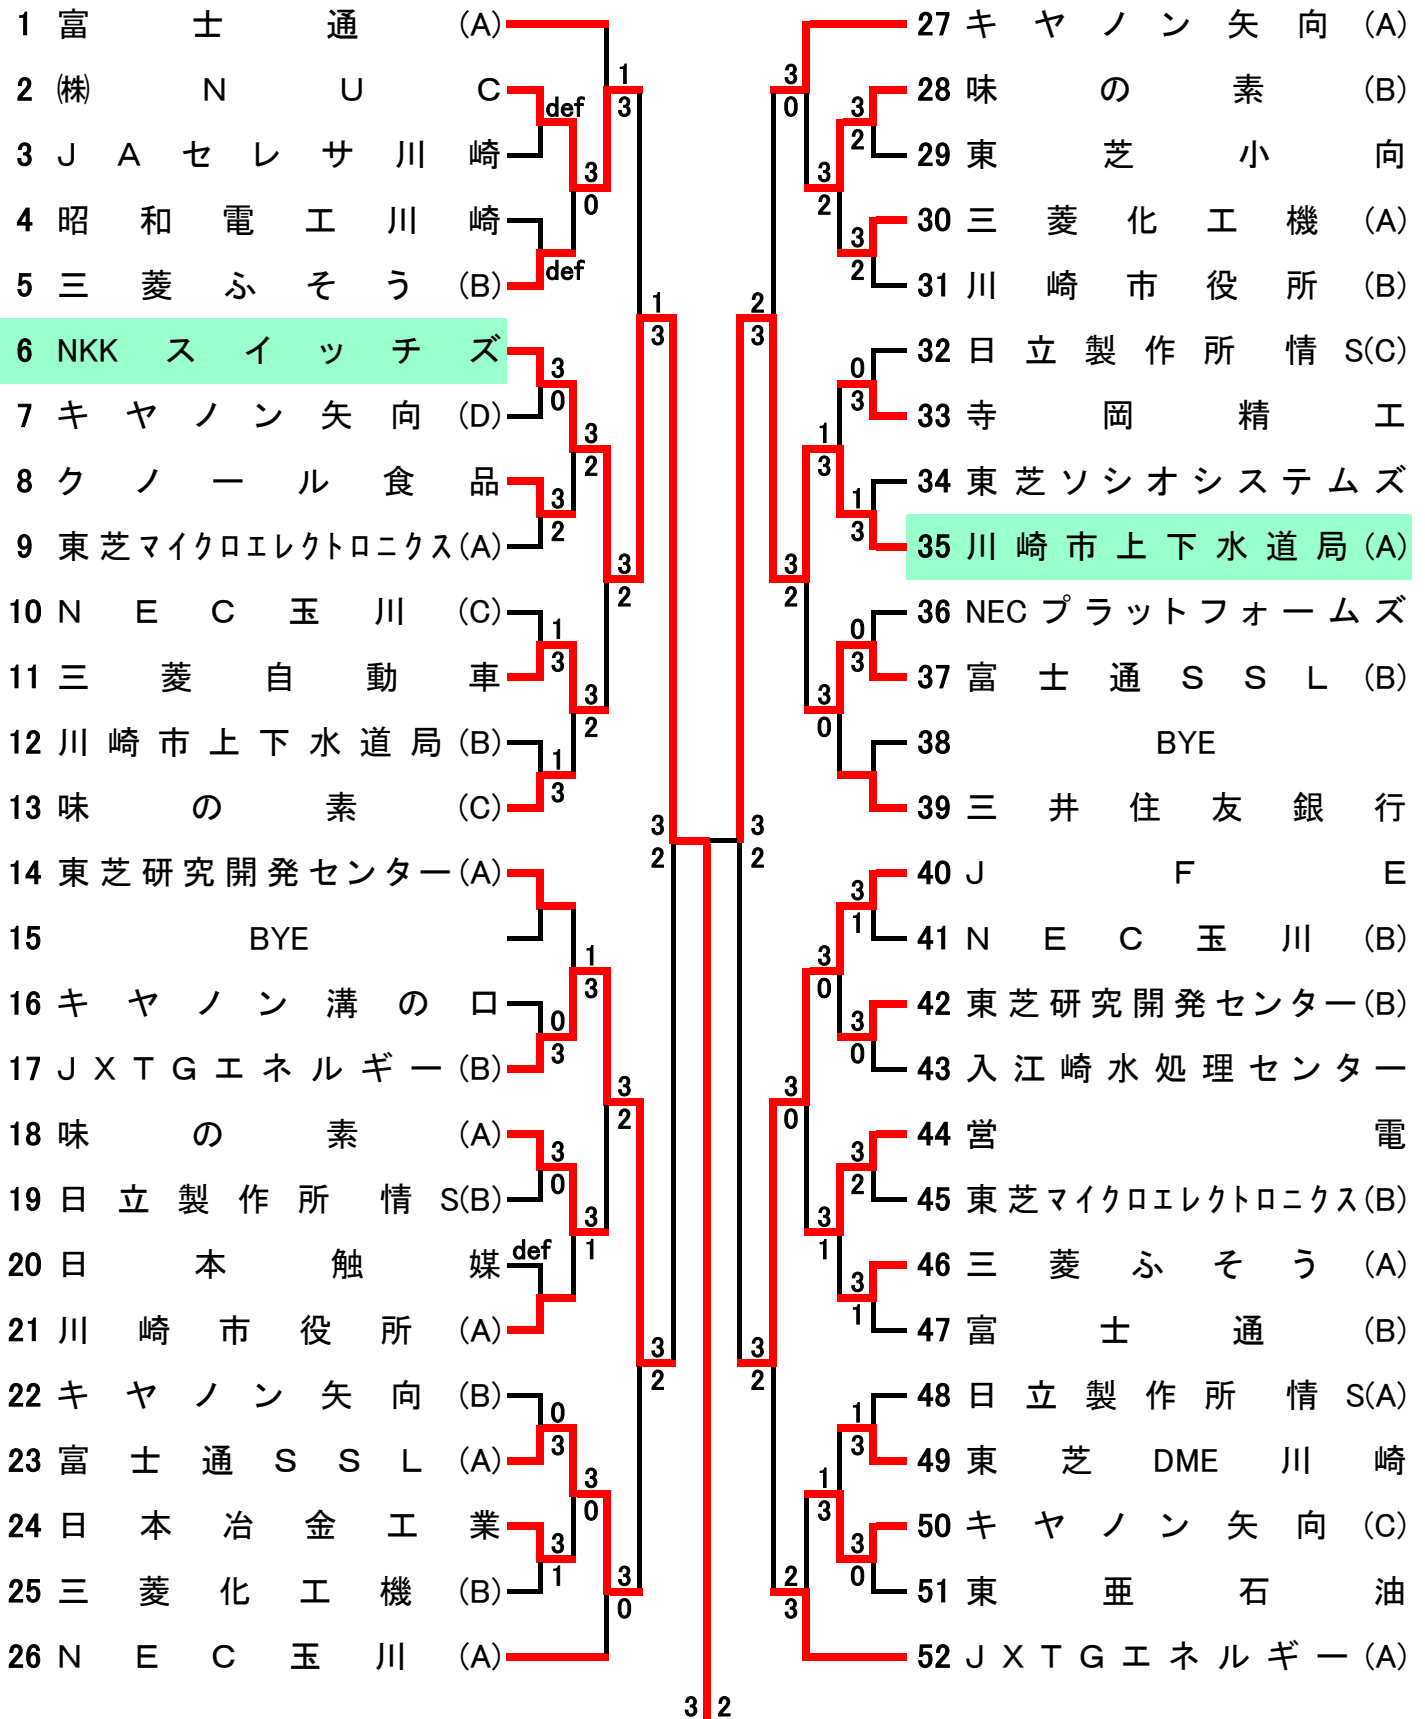 1 富士通(A)
2 ㈱NUC
3 JAセレサ川崎
4 昭和電工川崎
5 三菱ふそう(B)
6 NKKスイッチズ
7 キヤノン矢向(D)
8 クノール食品
9 東芝マイクロエレクトロニクス(A)
10 NEC玉川(C)
11 三菱自動車
12 川崎市上下水道局(B)
13 味の素(C)
14 東芝研究開発センター(A)
15 BYE
16 キヤノン溝の口
17 JXTGエネルギー(B)
18 味の素(A)
19 日立製作所 情S(B)
20 日本触媒
21 川崎市役所(A)
22 キヤノン矢向(B)
23 富士通SSL(A)
24 日本冶金工業
25 三菱化工機(B)
26 NEC玉川(A)
def
def
3
0
3
2
1
3
1
3
0
3
3
0
def
0
3
3
1
3
0
3
2
3
2
1
3
3
1
3
0
1
3
3
2
3
2
3
0
1
3
3
2
3
2
3
2
3
2
3
2
2
3
3
2
3
0
3
2
3
0
3
0
2
3
3
2
1
3
3
0
3
0
3
1
1
3
3
2
3
2
0
3
1
3
0
3
3
1
3
0
3
2
3
1
1
3
3
0
27 キヤノン矢向(A)
28 味の素(B)
29 東芝小向
30 三菱化工機(A)
31 川崎市役所(B)
32 日立製作所 情S(C)
33 寺岡精工
34 東芝ソシオシステムズ
35 川崎市上下水道局(A)
36 NECプラットフォームズ
37 富士通SSL(B)
38 BYE
39 三井住友銀行
40 JFE
41 NEC玉川(B)
42 東芝研究開発センター(B)
43 入江崎水処理センター
44 営電
45 東芝マイクロエレクトロニクス(B)
46 三菱ふそう(A)
47 富士通(B)
48 日立製作所 情S(A)
49 東芝DME川崎
50 キヤノン矢向(C)
51 東亜石油
52 JXTGエネルギー(A)